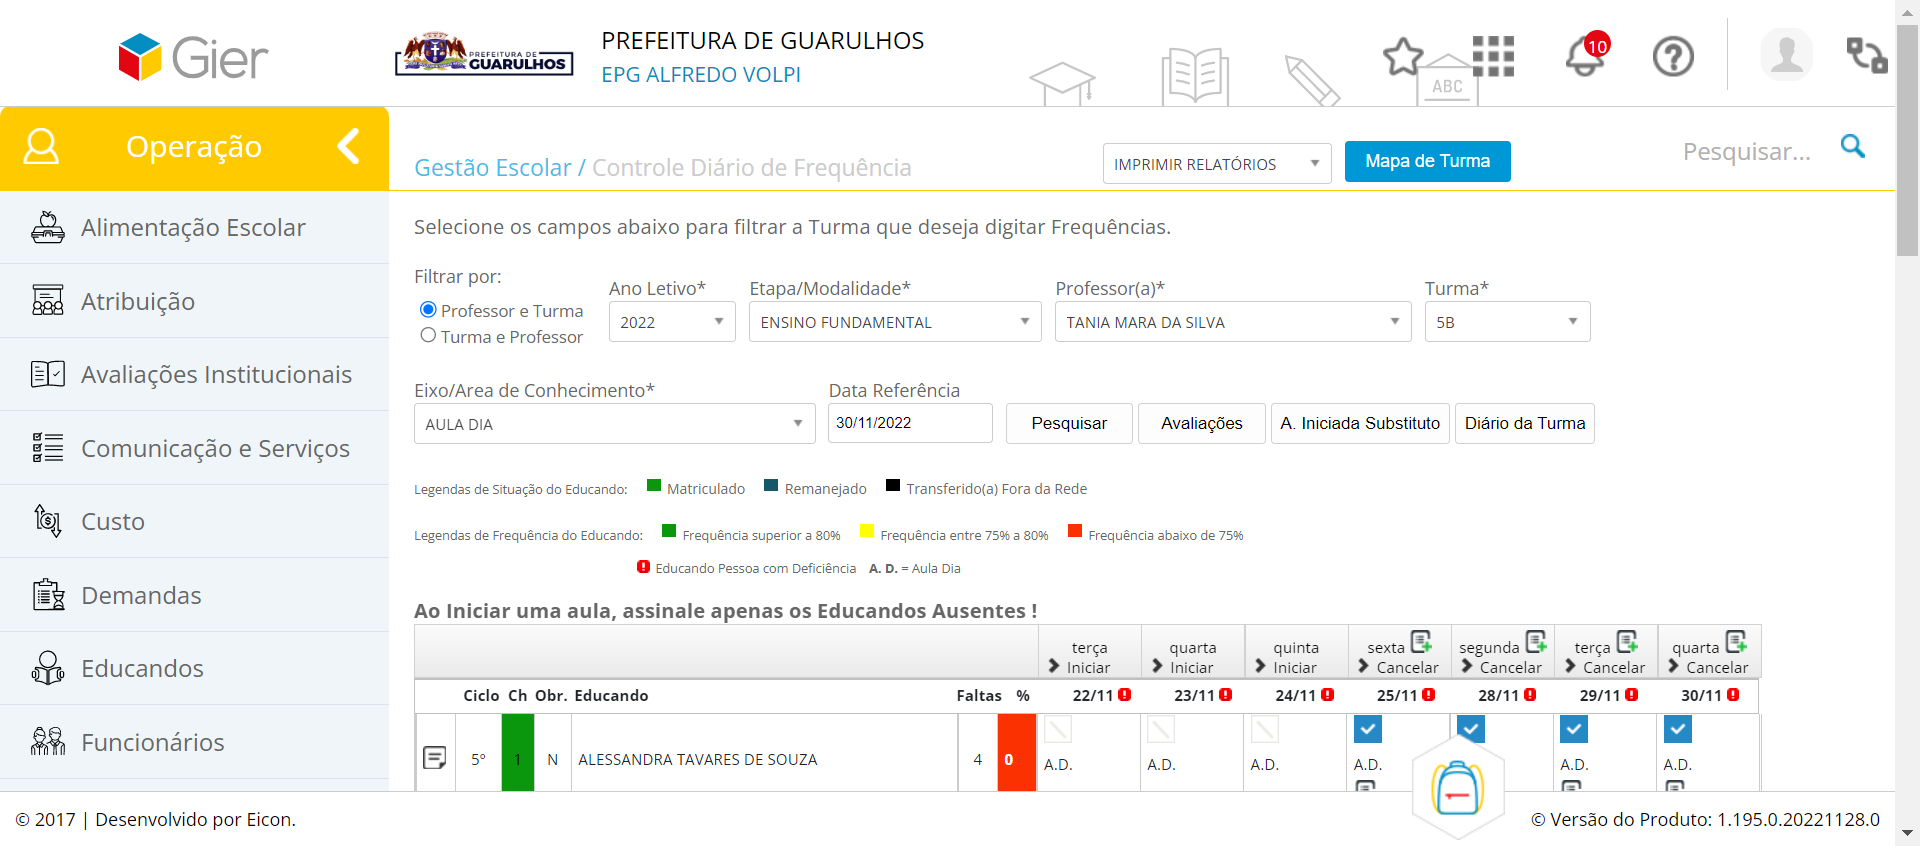 Gier
PREFEITURA DE
GUARULHOS
PREFEITURA DE GUARULHOS
EPG ALFREDO VOLPI
ABC
10
Operação
Gestão Escolar / Controle Diário de Frequência
IMPRIMIR RELATÓRIOS
Mapa de Turma
Pesquisar...
Alimentação Escolar
Atribuição
Avaliações Institucionais
Comunicação e Serviços
Custo
Demandas
Educandos
Funcionários
Selecione os campos abaixo para filtrar a Turma que deseja digitar Frequências.
Filtrar por:
Professor e Turma
Turma e Professor
Ano Letivo* Etapa/Modalidade* Professor(a)* Turma*
2022 ENSINO FUNDAMENTAL TANIA MARA DA SILVA 5B
Eixo/Area de Conhecimento* Data Referência
AULA DIA 30/11/2022 Pesquisar Avaliações A. Iniciada Substituto Diário da Turma
Legendas de Situação do Educando: Matriculado Remanejado Transferido(a) Fora da Rede
Legendas de Frequência do Educando: Frequência superior a 80% Frequência entre 75% a 80% Frequência abaixo de 75%
Educando Pessoa com Deficiência A. D. = Aula Dia
Ao Iniciar uma aula, assinale apenas os Educandos Ausentes !
terça quarta quinta sexta segunda terça quarta
Iniciar Iniciar Iniciar Cancelar Cancelar Cancelar Cancelar
Ciclo Ch Obr. Educando Faltas % 22/11 23/11 24/11 25/11 28/11 29/11 30/11
5º 1 N ALESSANDRA TAVARES DE SOUZA 4 0
A.D. A.D. A.D. A.D. A.D. A.D.
© 2017 | Desenvolvido por Eicon.
© Versão do Produto: 1.195.0.20221128.0